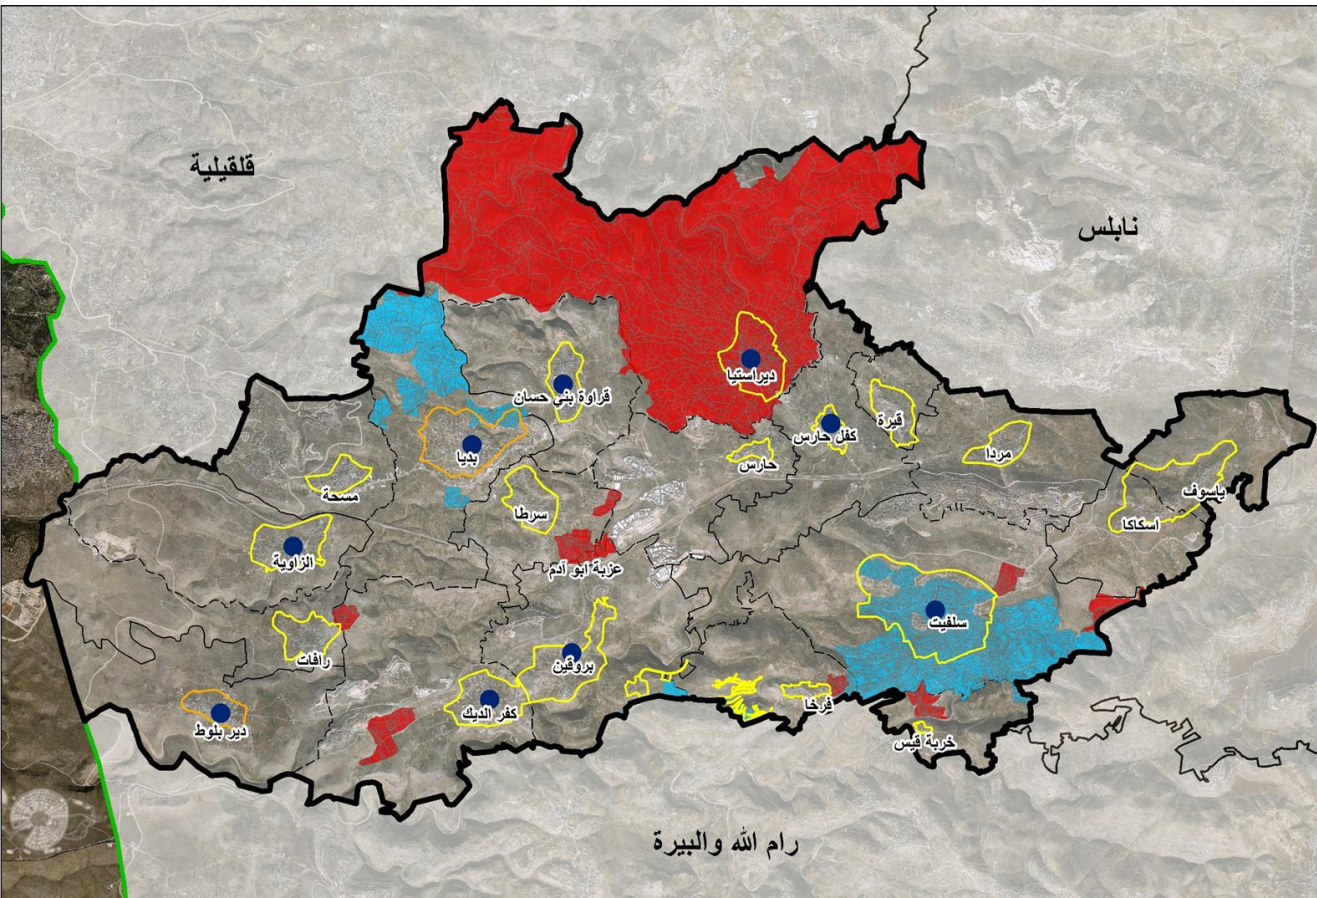 قلقيلية
نابلس
ديراستيا
قراوة بني حسان
قيرة
كفل حارس
حارس
مردا
بديا
مسحة
سرطا
ياسوف
اسكاكا
الزاوية
عزبة ابو آدم
سلفيت
رافات
بروقين
فرخا
كفر الديك
دير بلوط
خربة قيس
رام الله والبيرة